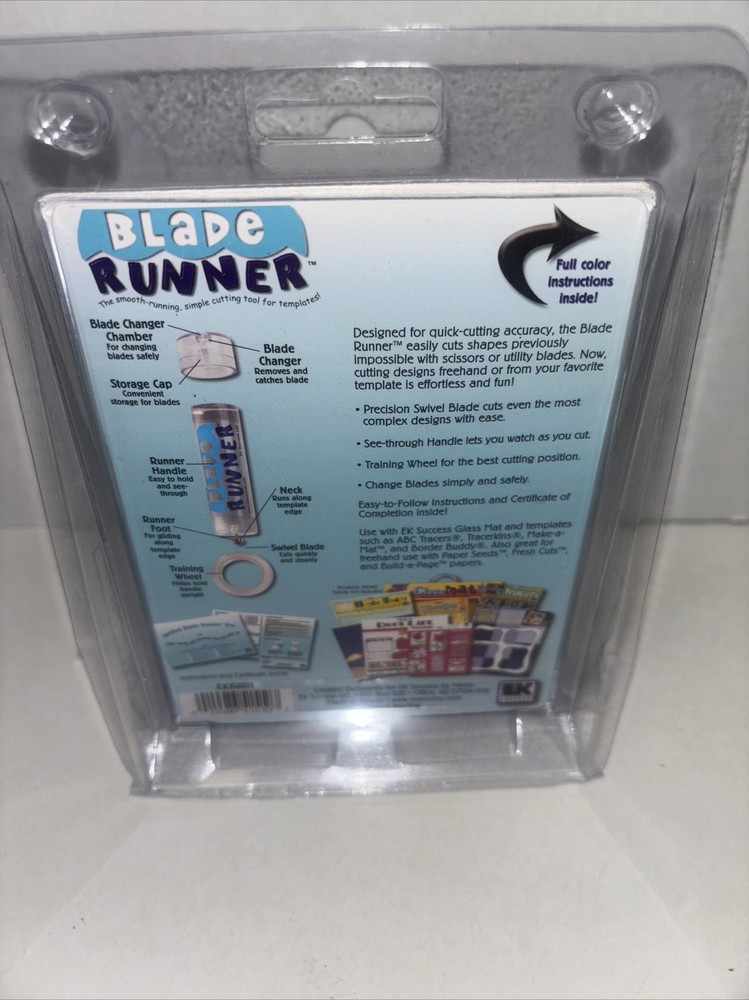 BLaDe
RUNNER™
The smooth-running, simple cutting tool for templates!
Full color
instructions
inside!
Blade Changer
Chamber
For changing
blades safely
Blade
Changer
Removes and
catches blade
Storage Cap
Convenient
storage for blades
BLADE
RUNNER
Runner
Handle
Easy to hold
and see-
through
Neck
Runs along
template
edge
Runner
Foot
For gliding
along
template
edge
Swivel Blade
Cuts quickly
and cleanly
Training
Wheel
Helps hold
handle
upright
Designed for quick-cutting accuracy, the Blade
Runner™ easily cuts shapes previously
impossible with scissors or utility blades. Now,
cutting designs freehand or from your favorite
template is effortless and fun!
• Precision Swivel Blade cuts even the most
complex designs with ease.
• See-through Handle lets you watch as you cut.
• Training Wheel for the best cutting position.
• Change Blades simply and safely.
Easy-to-Follow Instructions and Certificate of
Completion Inside!
Use with EK Success Glass Mat and templates
such as ABC Tracers®, Tracerkins®, Make-a-
Mat™, and Border Buddy®. Also great for
freehand use with Paper Seeds™, Fresh Cuts™,
and Build-a-Page™ papers.
Instructions and Certificate Inside
EK